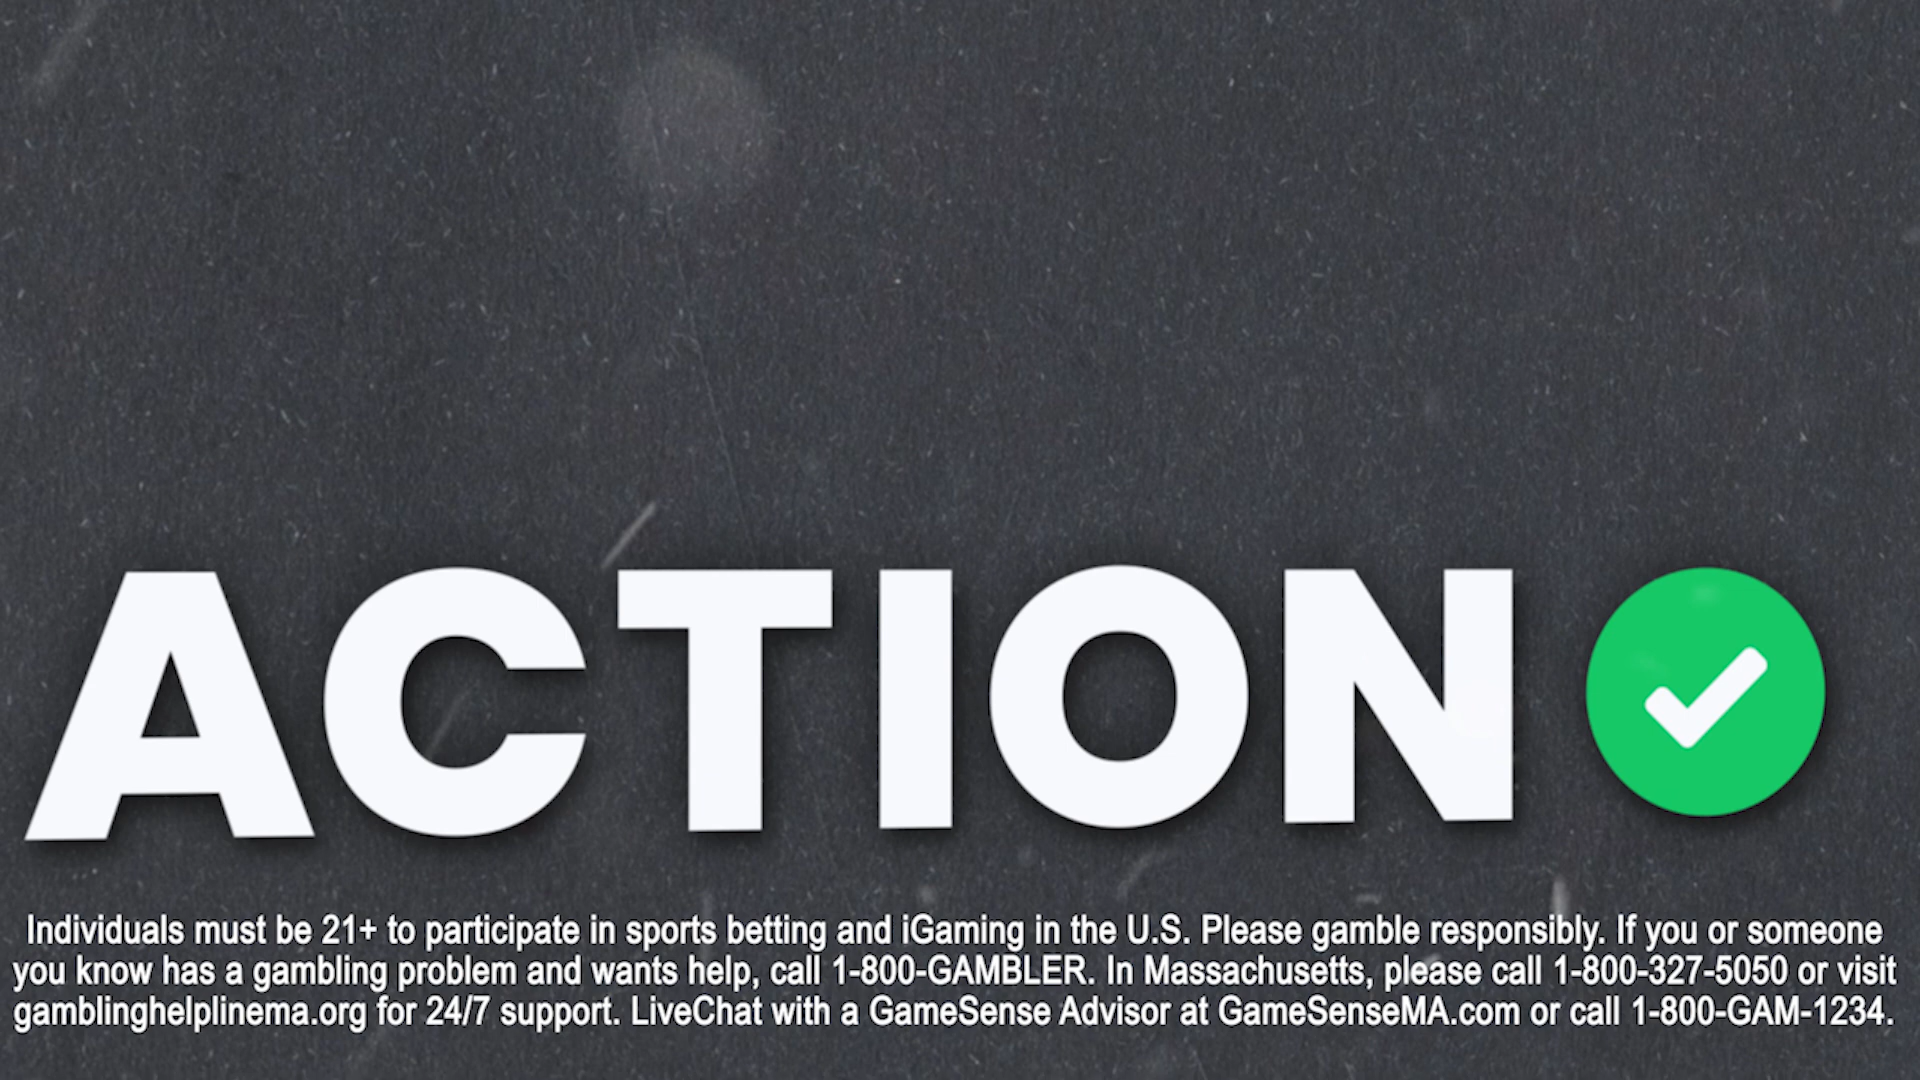 ACTION
Individuals must be 21+ to participate in sports betting and iGaming in the U.S. Please gamble responsibly. If you or someone
you know has a gambling problem and wants help, call 1-800-GAMBLER. In Massachusetts, please call 1-800-327-5050 or visit
gamblinghelplinema.org for 24/7 support. LiveChat with a GameSense Advisor at GameSenseMA.com or call 1-800-GAM-1234.